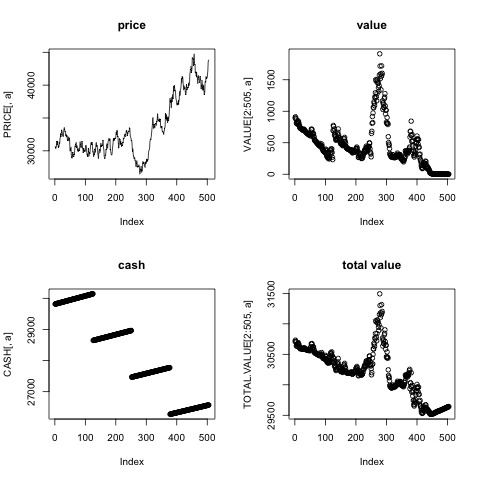 price
PRICE[, a]
30000
40000
0
100
200
300
400
500
Index
value
VALUE[2:505, a]
0
500
1000
1500
0
100
200
300
400
500
Index
cash
CASH[, a]
27000
29000
0
100
200
300
400
500
Index
total value
TOTAL.VALUE[2:505, a]
29500
30500
31500
0
100
200
300
400
500
Index